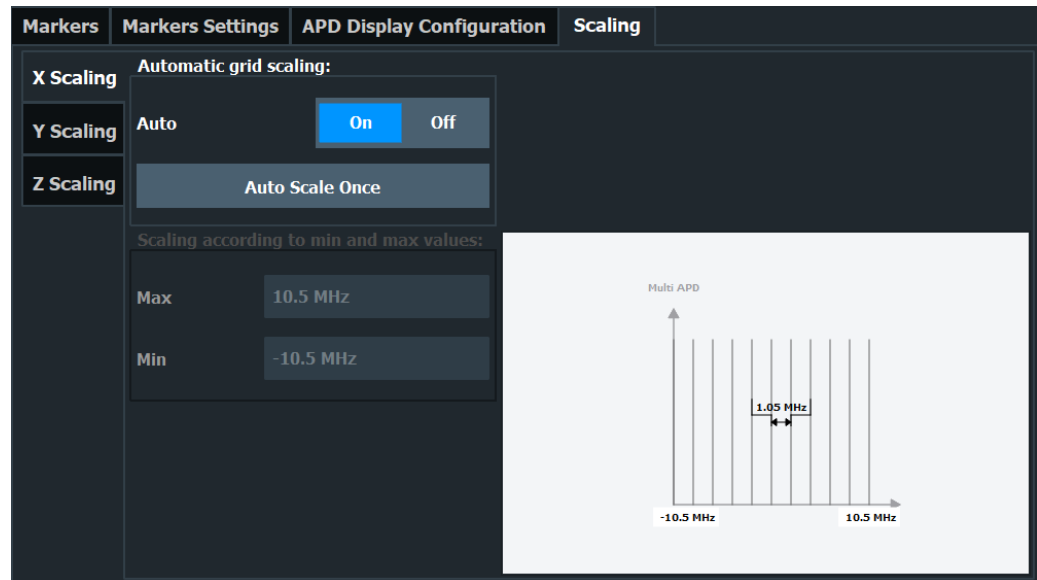 Markers Markers Settings APD Display Configuration Scaling
X Scaling
Y Scaling
Z Scaling
Automatic grid scaling:
Auto On Off
Auto Scale Once
Scaling according to min and max values:
Max 10.5 MHz
Min -10.5 MHz
Multi APD
1.05 MHz
-10.5 MHz 10.5 MHz